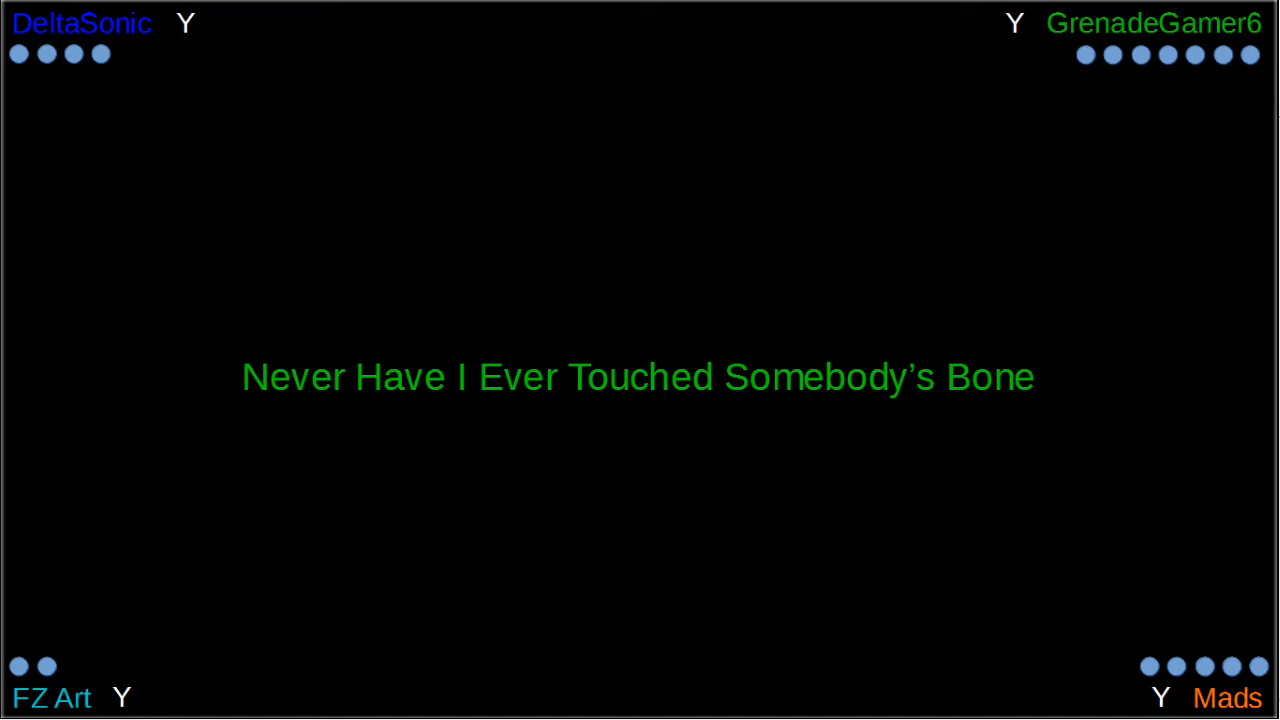 DeltaSonic Y
Y GrenadeGamer6
Never Have I Ever Touched Somebody’s Bone
FZ Art Y
Y Mads